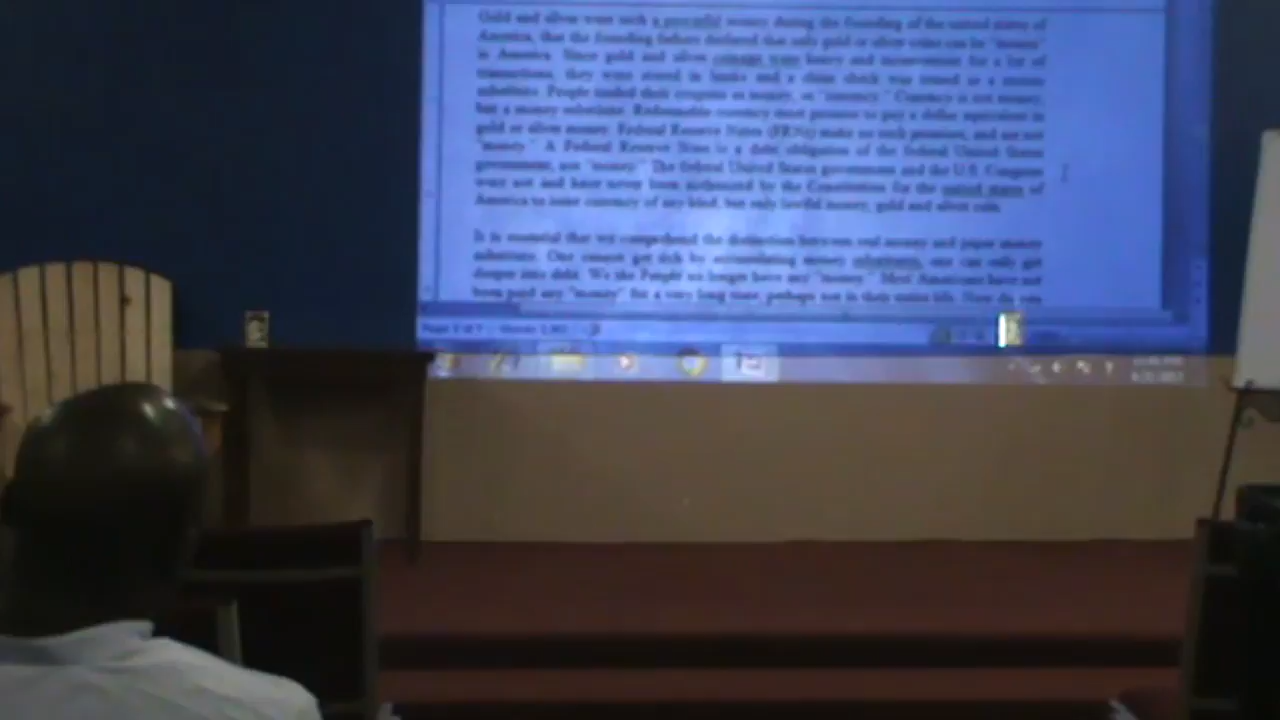 Gold and silver were such a powerful money during the founding of the united states of
America, that the founding fathers declared that only gold or silver coins can be "money"
in America. Since gold and silver coinage were heavy and inconvenient for a lot of
transactions, they were stored in banks and a claim check was issued as a money
substitute. People traded their coupons as money, or "currency." Currency is not money,
but a money substitute. Redeemable currency must promise to pay a dollar equivalent in
gold or silver money. Federal Reserve Notes (FRNs) make no such promises, and are not
"money." A Federal Reserve Note is a debt obligation of the federal United States
government, not "money." The federal United States government and the U.S. Congress
were not and have never been authorized by the Constitution for the united states of
America to issue currency of any kind, but only lawful money, gold and silver coin.
It is essential that we comprehend the distinction between real money and paper money
substitute. One cannot get rich by accumulating money substitutes, one can only get
deeper into debt. We the People no longer have any "money." Most Americans have not
been paid any "money" for a very long time, perhaps not in their entire life. Now do you